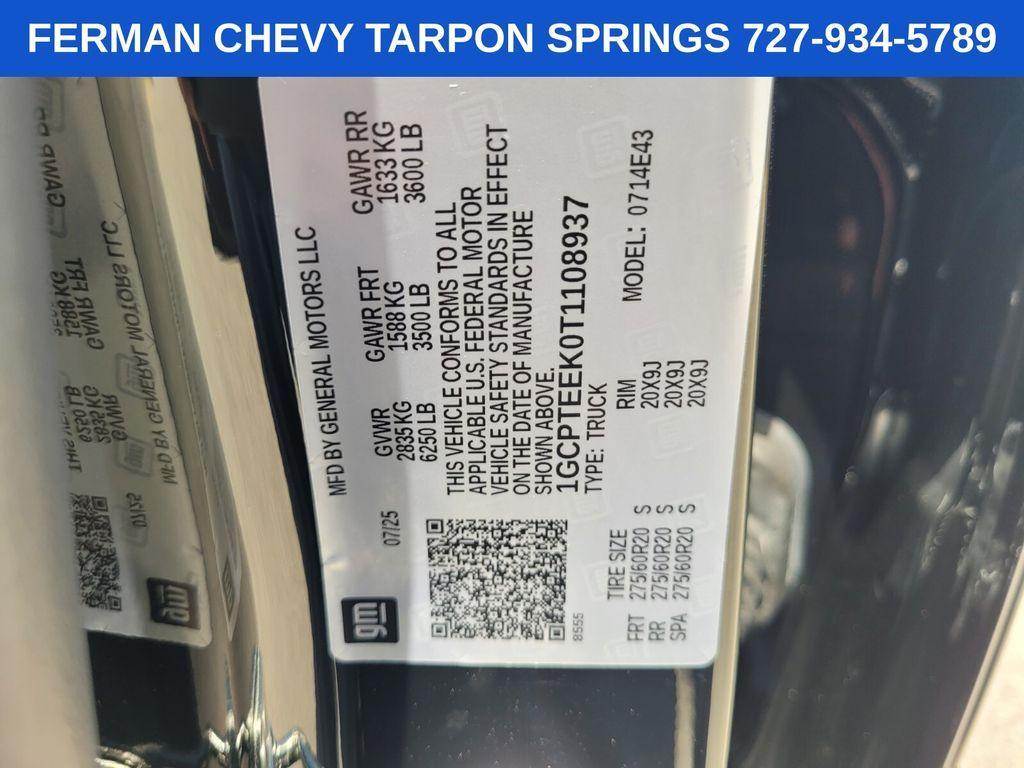 FERMAN CHEVY TARPON SPRINGS 727-934-5789
MFD BY GENERAL MOTORS LLC
gm
07/25
GVWR GAWR FRT GAWR RR
2835 KG 1588 KG 1633 KG
6250 LB 3500 LB 3600 LB
THIS VEHICLE CONFORMS TO ALL
APPLICABLE U.S. FEDERAL MOTOR
VEHICLE SAFETY STANDARDS IN EFFECT
ON THE DATE OF MANUFACTURE
SHOWN ABOVE.
1GCPTEEK0T1108937
8555
TYPE: TRUCK
MODEL: 0714E43
TIRE SIZE RIM
FRT 275/60R20 S 20X9J
RR 275/60R20 S 20X9J
SPA 275/60R20 S 20X9J